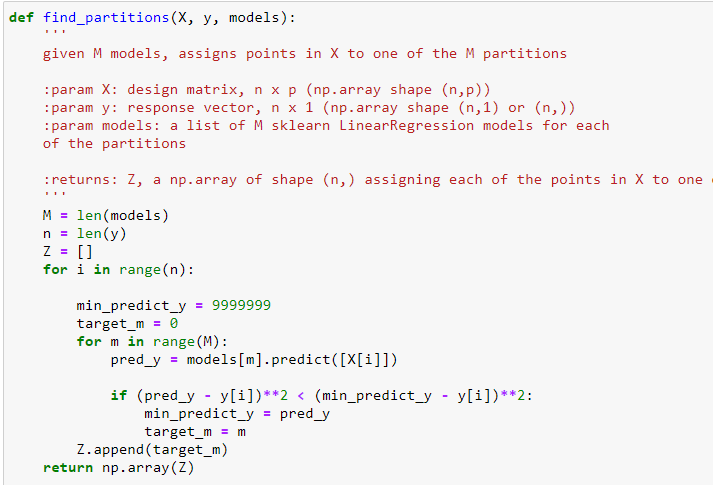 def find_partitions(X, y, models):
    '''
    given M models, assigns points in X to one of the M partitions

    :param X: design matrix, n x p (np.array shape (n,p))
    :param y: response vector, n x 1 (np.array shape (n,1) or (n,))
    :param models: a list of M sklearn LinearRegression models for each
    of the partitions

    :returns: Z, a np.array of shape (n,) assigning each of the points in X to one
    '''
    M = len(models)
    n = len(y)
    Z = []
    for i in range(n):

        min_predict_y = 9999999
        target_m = 0
        for m in range(M):
            pred_y = models[m].predict([X[i]])

            if (pred_y - y[i])**2 < (min_predict_y - y[i])**2:
                min_predict_y = pred_y
                target_m = m
        Z.append(target_m)
    return np.array(Z)